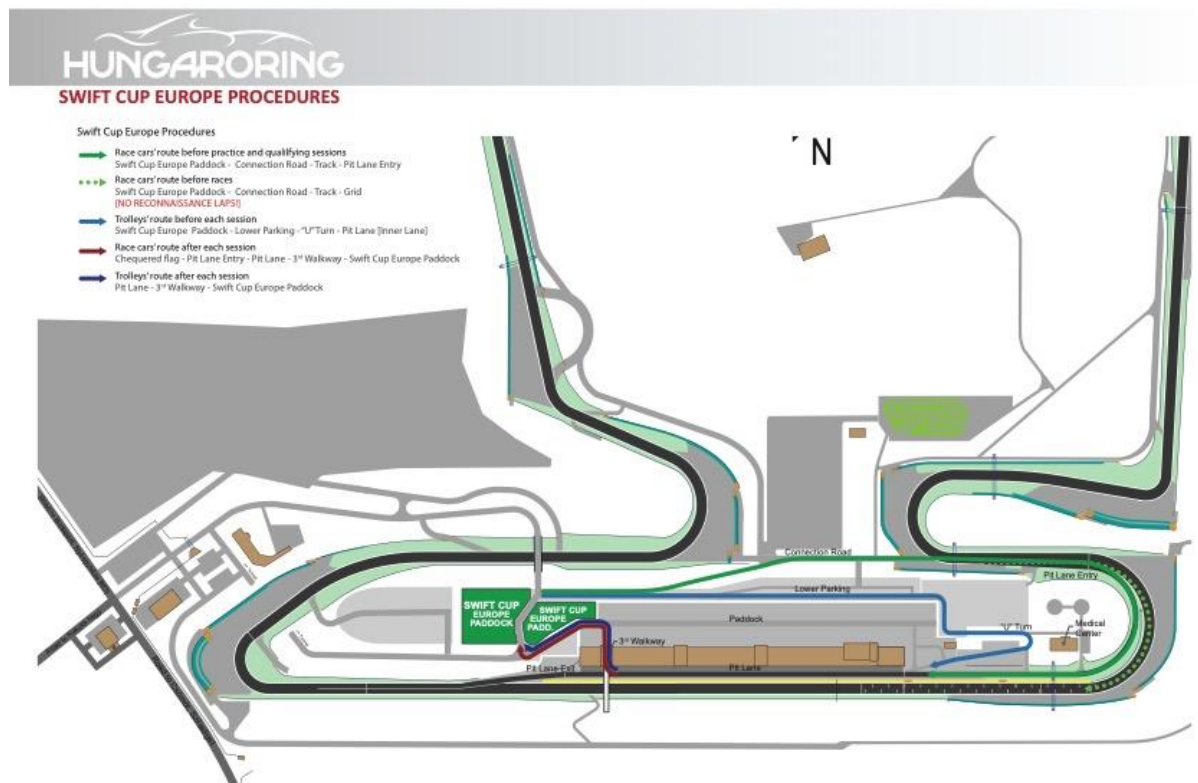 HUNGARORING
SWIFT CUP EUROPE PROCEDURES
Swift Cup Europe Procedures
Race cars' route before practice and qualilfying sessions
Swift Cup Europe Paddock - Connection Road - Track - Pit Lane Entry
Race cars' route before races
Swift Cup Europe Paddock - Connection Road - Track - Grid
[NO RECONNAISSANCE LAPS!]
Trolleys' route before each session
Swift Cup Europe Paddock - Lower Parking - "U" Turn - Pit Lane [Inner Lane]
Race cars' route after each session
Chequered flag - Pit Lane Entry - Pit Lane - 3rd Walkway - Swift Cup Europe Paddock
Trolleys' route after each session
Pit Lane - 3rd Walkway - Swift Cup Europe Paddock
N
Connection Road
Pit Lane Entry
Lower Parking
SWIFT CUP
EUROPE
PADDOCK
SWIFT CUP
EUROPE
PADD.
Paddock
"U" Turn
Medical
Center
3rd Walkway
Pit Lane Exit
Pit Lane